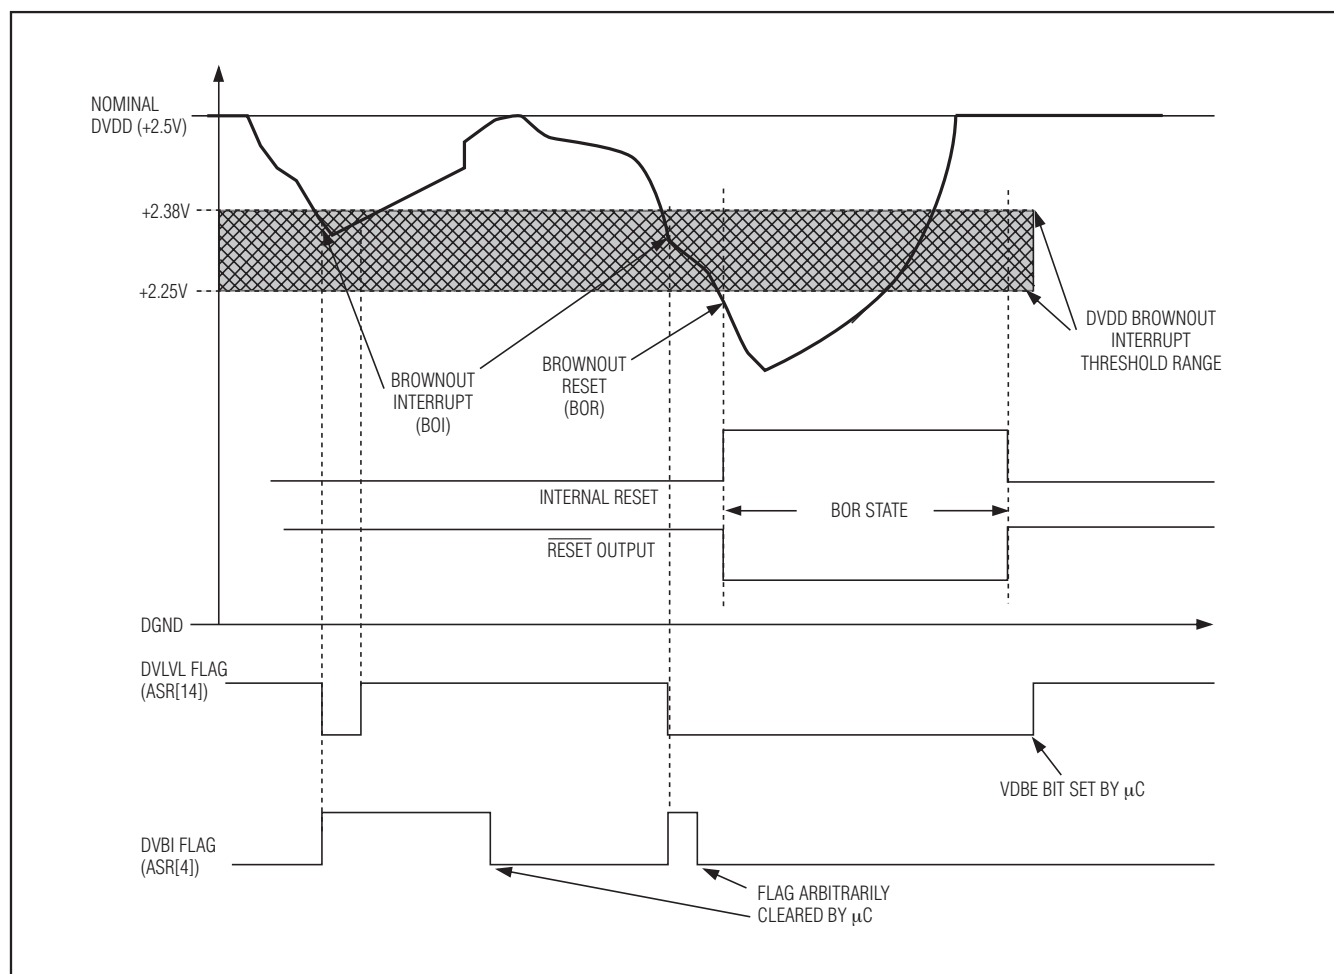 NOMINAL
DVDD (+2.5V)
+2.38V
+2.25V
DVDD BROWNOUT
INTERRUPT
THRESHOLD RANGE
BROWNOUT
INTERRUPT
(BOI)
BROWNOUT
RESET
(BOR)
INTERNAL RESET
BOR STATE
RESET OUTPUT
DGND
DVLVL FLAG
(ASR[14])
VDBE BIT SET BY μC
DVBI FLAG
(ASR[4])
FLAG ARBITRARILY
CLEARED BY μC